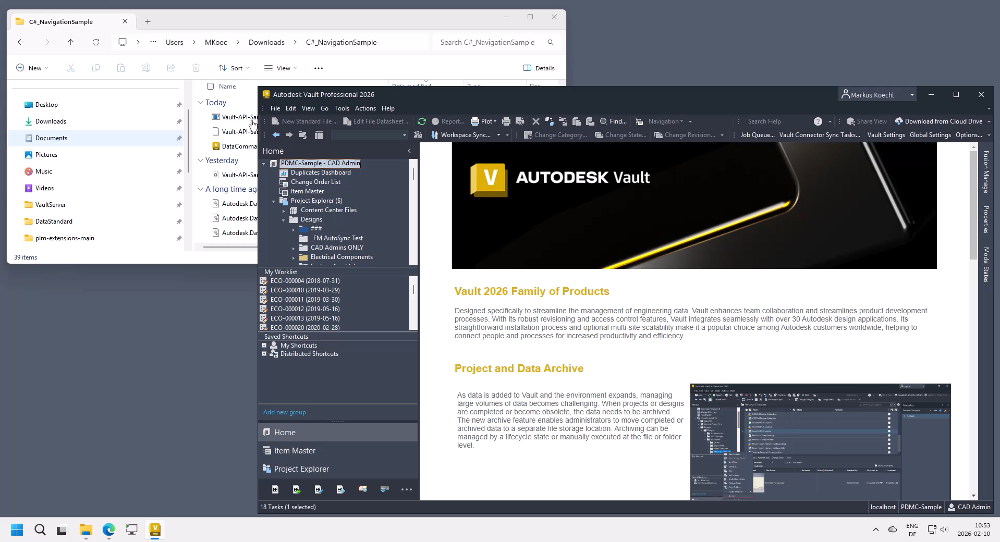 C#_NavigationSample
Users
MKoec
Downloads
C#_NavigationSample
Search C#_NavigationSample
New
Sort
View
Details
Name
Date modified
Type
Size
Desktop
Downloads
Documents
Pictures
Music
Videos
VaultServer
DataStandard
plm-extensions-main
39 items
Today
Vault-API-Sa
Vault-API-Sa
DataComma
Yesterday
Vault-API-Sa
A long time ag
Autodesk.Da
Autodesk.Da
Autodesk.Da
Autodesk Vault Professional 2026
Markus Koechl
File Edit View Go Tools Actions Help
New Standard File ... Edit File Datasheet ... Report... Plot Find... Navigation Search Help Share View Download from Cloud Drive
Workspace Sync... Change Category... Change State... Change Revision... Job Queue... Vault Connector Sync Tasks... Vault Settings Global Settings Options...
Home
PDMC-Sample - CAD Admin
Duplicates Dashboard
Change Order List
Item Master
Project Explorer ($)
Content Center Files
Designs
###
_FM AutoSync Test
CAD Admins ONLY
Electrical Components
My Worklist
ECO-000004 (2018-07-31)
ECO-000010 (2019-03-29)
ECO-000011 (2019-03-30)
ECO-000012 (2019-05-16)
ECO-000013 (2019-05-16)
ECO-000020 (2020-02-28)
Saved Shortcuts
My Shortcuts
Distributed Shortcuts
Add new group
Home
Item Master
Project Explorer
18 Tasks (1 selected)
V AUTODESK Vault
Vault 2026 Family of Products
Designed specifically to streamline the management of engineering data, Vault enhances team collaboration and streamlines product development
processes. With its robust revisioning and access control features, Vault integrates seamlessly with over 30 Autodesk design applications. Its
straightforward installation process and optional multi-site scalability make it a popular choice among Autodesk customers worldwide, helping to
connect people and processes for increased productivity and efficiency.
Project and Data Archive
As data is added to Vault and the environment expands, managing
large volumes of data becomes challenging. When projects or designs
are completed or become obsolete, the data needs to be archived.
The new archive feature enables administrators to move completed or
archived data to a separate file storage location. Archiving can be
managed by a lifecycle state or manually executed at the file or folder
level.
Fusion Manage
Properties
Model States
localhost
PDMC-Sample
CAD Admin
ENG
DE
10:53
2026-02-10